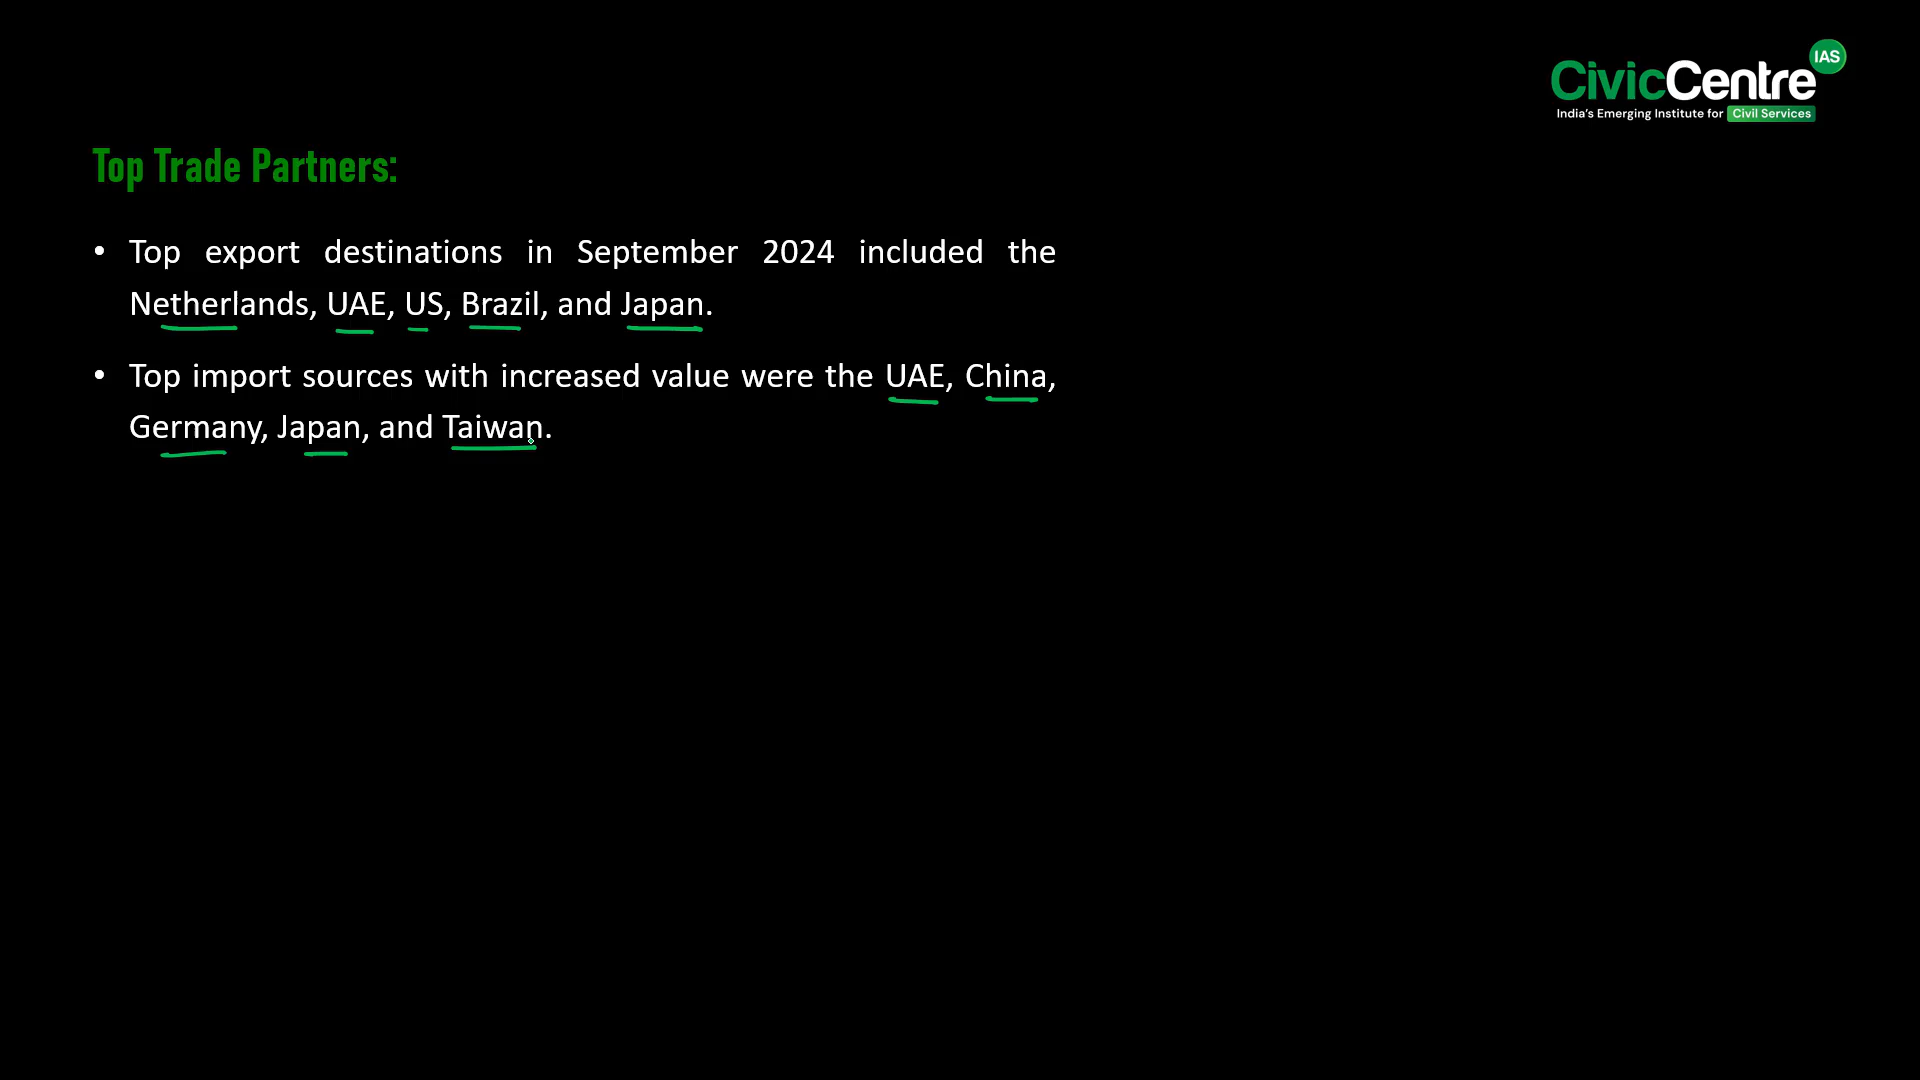 IAS
CivicCentre
India's Emerging Institute for Civil Services
Top Trade Partners:
• Top export destinations in September 2024 included the
Netherlands, UAE, US, Brazil, and Japan.
• Top import sources with increased value were the UAE, China,
Germany, Japan, and Taiwan.